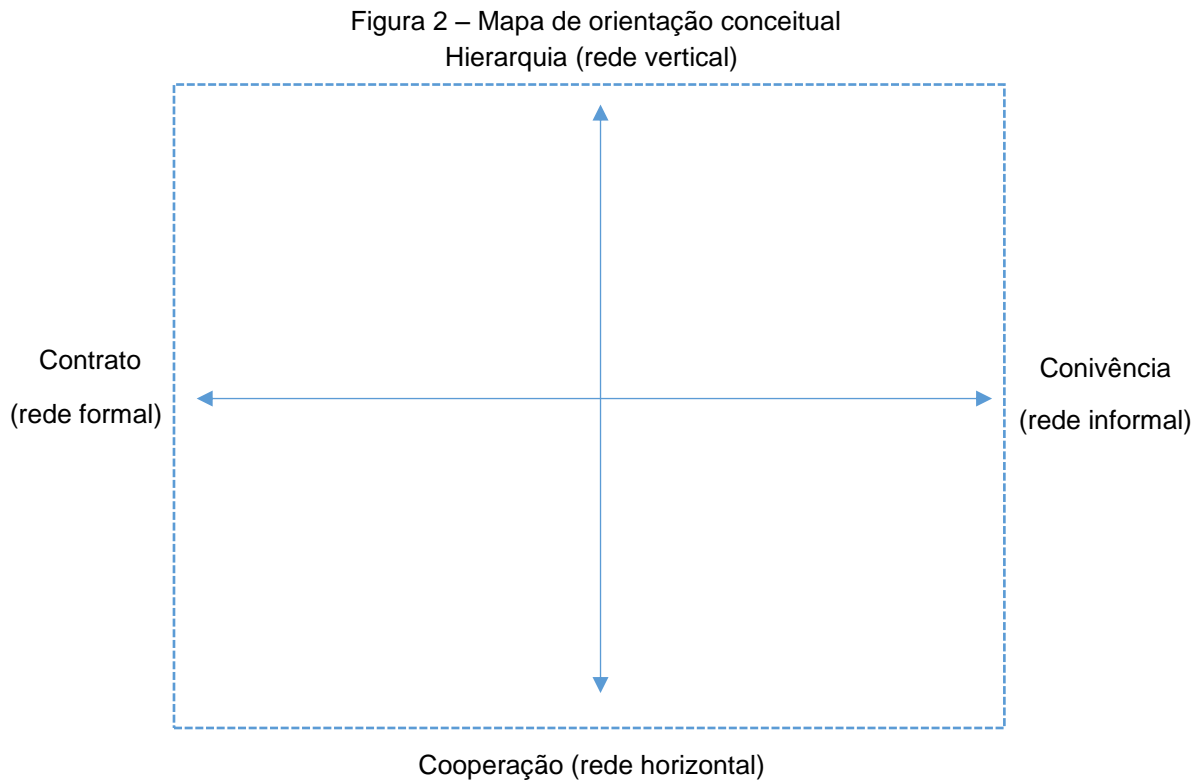 Figura 2 – Mapa de orientação conceitual
Hierarquia (rede vertical)
Contrato
(rede formal)
Conivência
(rede informal)
Cooperação (rede horizontal)